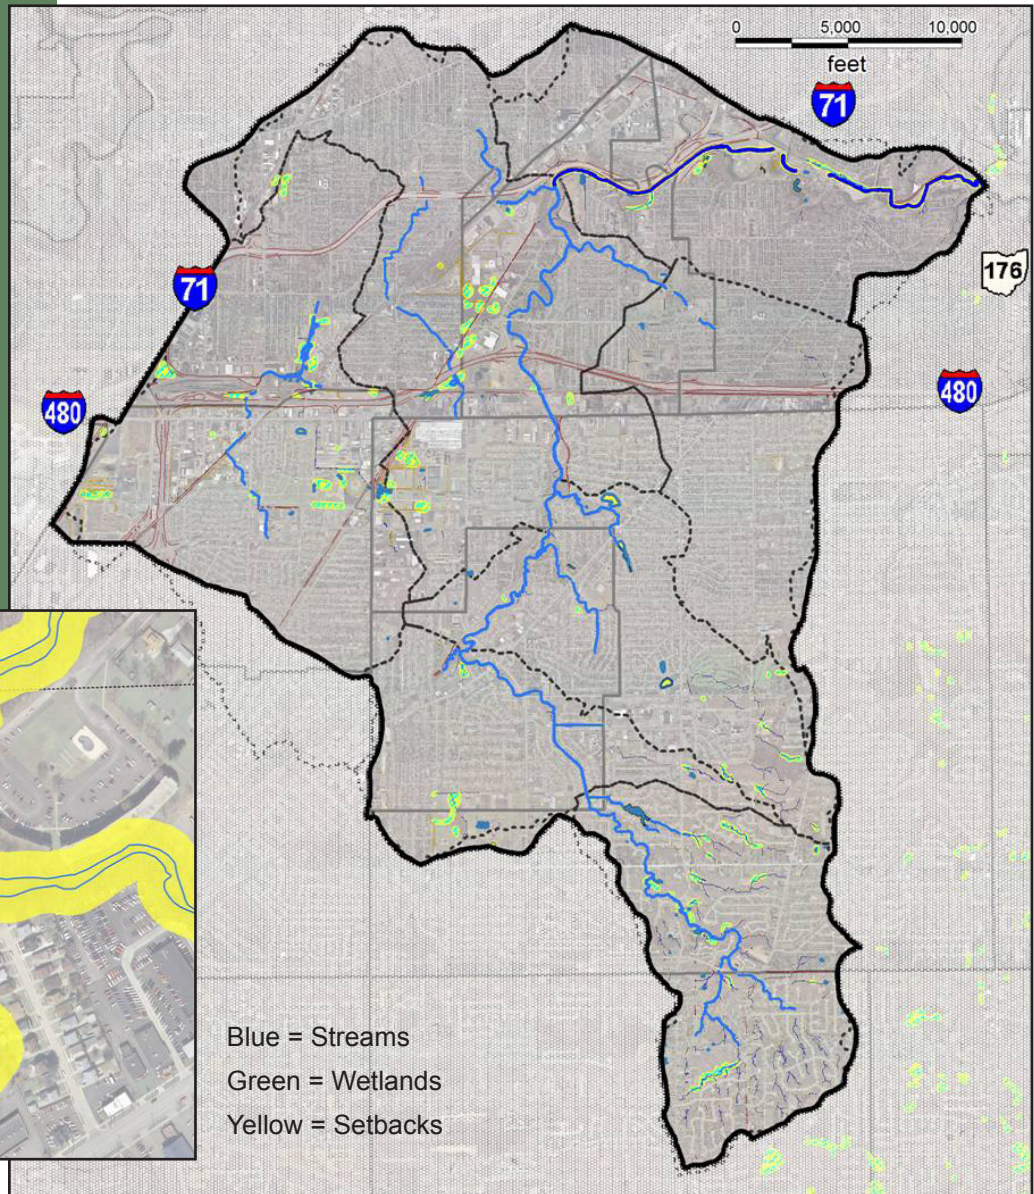 0 5,000 10,000
feet
71
71
176
480
480
Blue = Streams
Green = Wetlands
Yellow = Setbacks